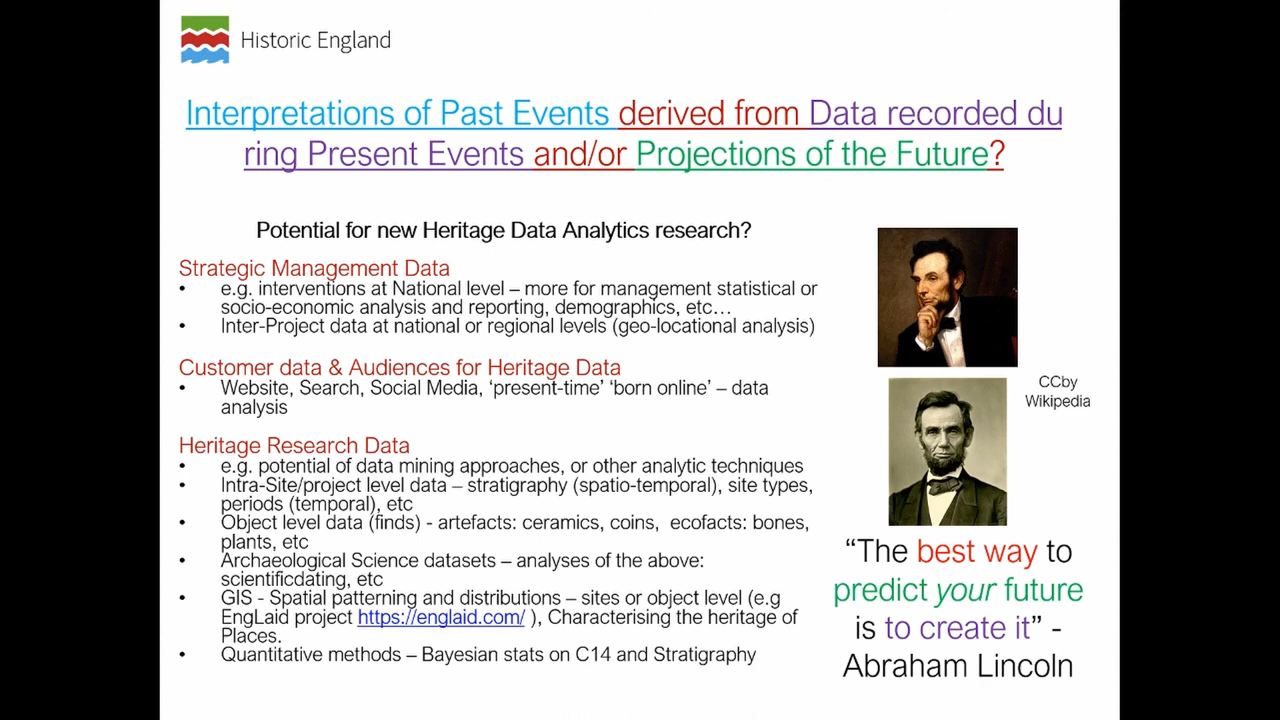 Historic England
Interpretations of Past Events derived from Data recorded du
ring Present Events and/or Projections of the Future?
Potential for new Heritage Data Analytics research?
Strategic Management Data
• e.g. interventions at National level – more for management statistical or
socio-economic analysis and reporting, demographics, etc…
• Inter-Project data at national or regional levels (geo-locational analysis)
Customer data & Audiences for Heritage Data
• Website, Search, Social Media, ‘present-time’ ‘born online’ – data
analysis
Heritage Research Data
• e.g. potential of data mining approaches, or other analytic techniques
• Intra-Site/project level data – stratigraphy (spatio-temporal), site types,
periods (temporal), etc
• Object level data (finds) - artefacts: ceramics, coins, ecofacts: bones,
plants, etc
• Archaeological Science datasets – analyses of the above:
scientificdating, etc
• GIS - Spatial patterning and distributions – sites or object level (e.g
EngLaid project https://englaid.com/ ), Characterising the heritage of
Places.
• Quantitative methods – Bayesian stats on C14 and Stratigraphy
CCby
Wikipedia
“The best way to
predict your future
is to create it” -
Abraham Lincoln